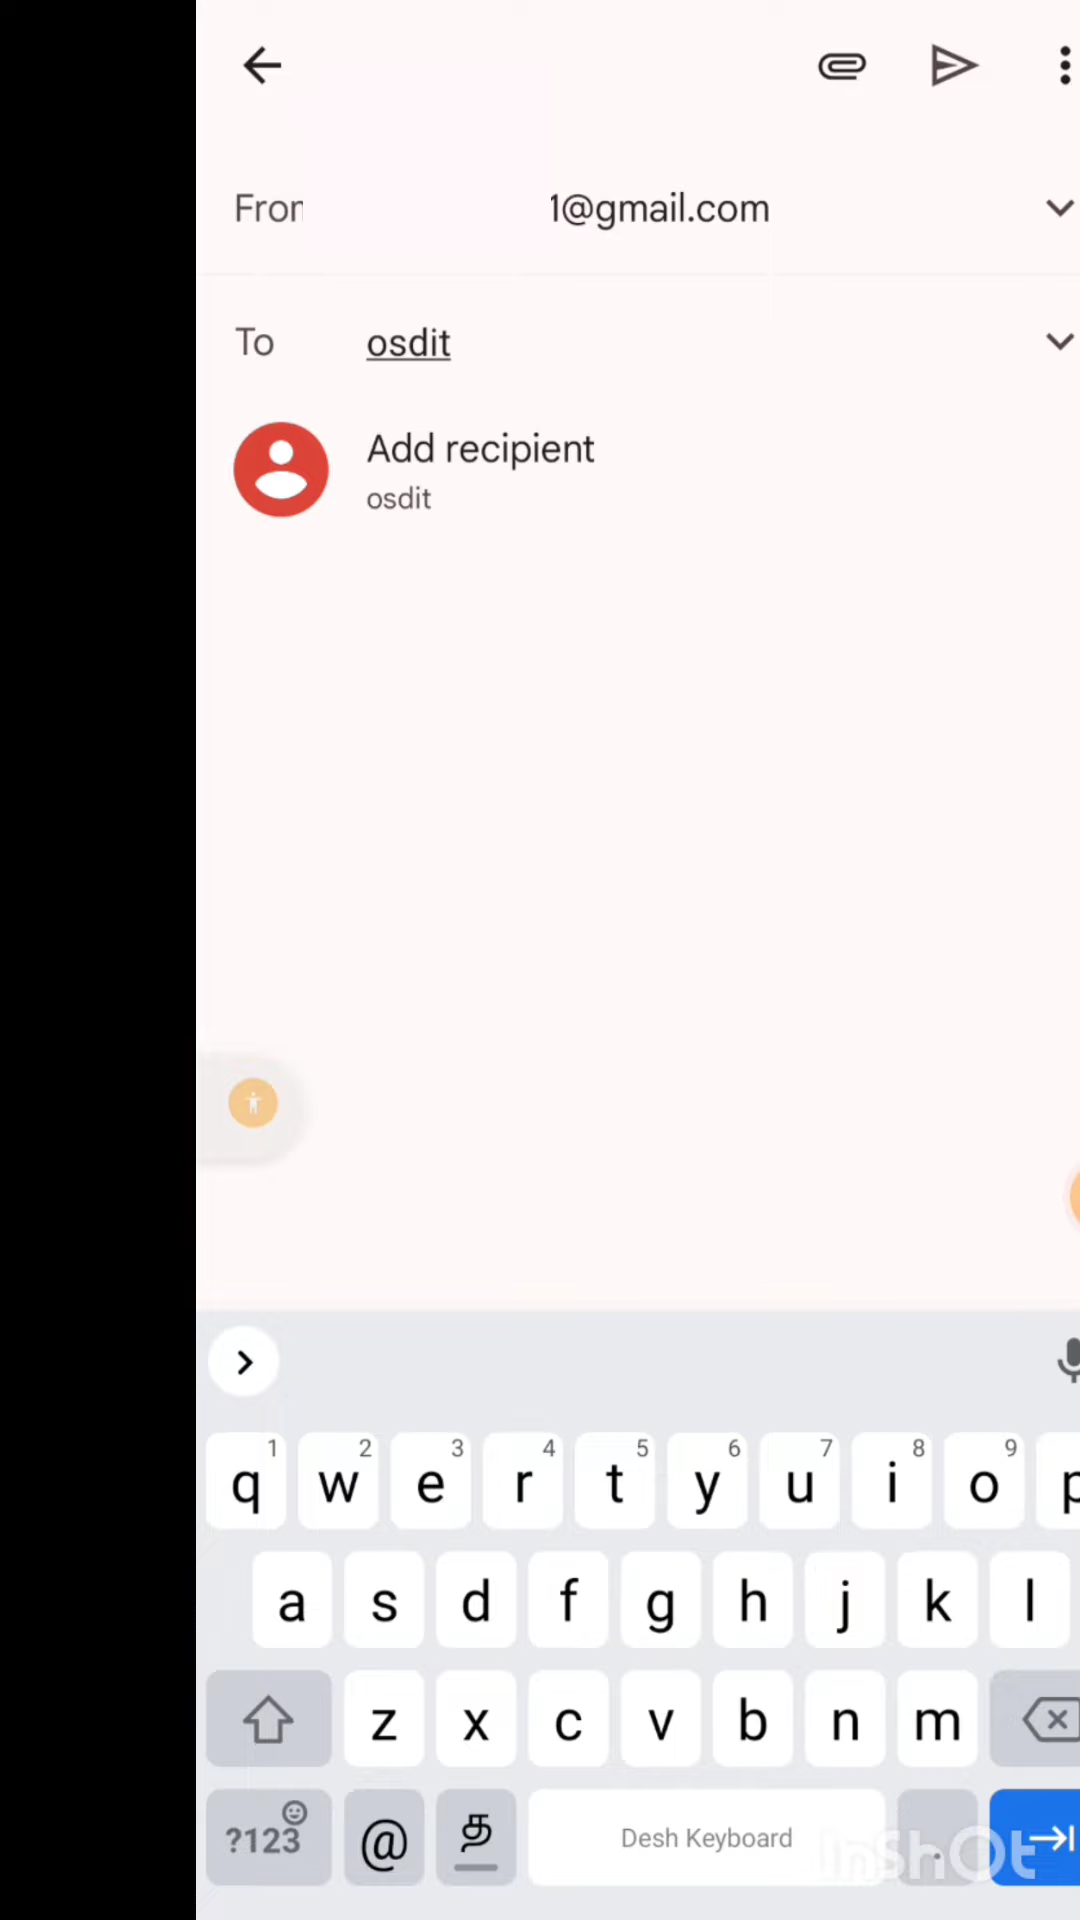 From 1@gmail.com
To osdit
Add recipient
osdit
1 2 3 4 5 6 7 8 9
q w e r t y u i o p
a s d f g h j k l
z x c v b n m
?123 @ த Desh Keyboard .
InShOt